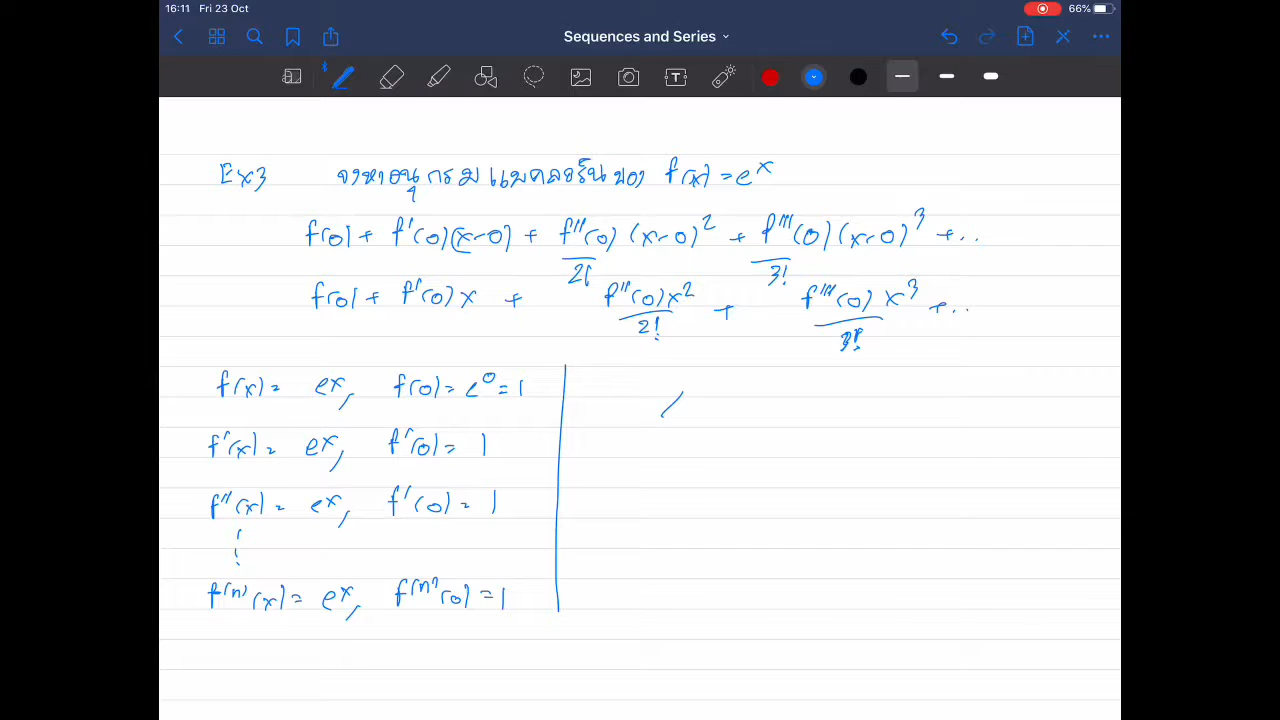 16:11 Fri 23 Oct
66%
Sequences and Series
T
Ex3 จงหาอนุกรมแมคลอรีนของ f(x) = e^x
f(0) + f'(0)(x-0) + f''(0)/2! (x-0)^2 + f'''(0)/3! (x-0)^3 + ...
f(0) + f'(0)x + f''(0)x^2/2! + f'''(0)x^3/3! + ...
f(x) = e^x, f(0) = e^0 = 1
f'(x) = e^x, f'(0) = 1
f''(x) = e^x, f'(0) = 1
⋮
f^(n)(x) = e^x, f^(n)(0) = 1